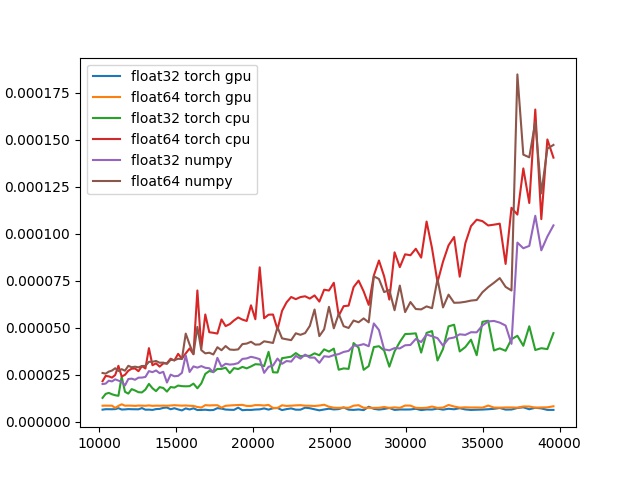 float32 torch gpu
float64 torch gpu
float32 torch cpu
float64 torch cpu
float32 numpy
float64 numpy
0.000175
0.000150
0.000125
0.000100
0.000075
0.000050
0.000025
0.000000
10000 15000 20000 25000 30000 35000 40000